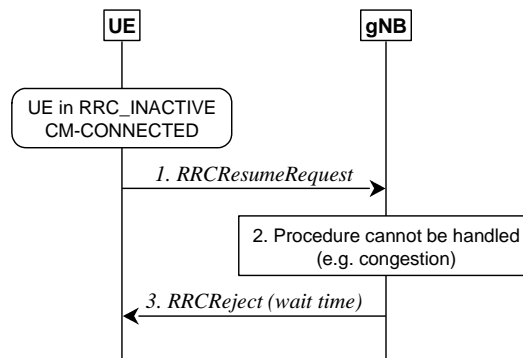 UE
gNB
UE in RRC_INACTIVE
CM-CONNECTED
1. RRCResumeRequest
2. Procedure cannot be handled
(e.g. congestion)
3. RRCReject (wait time)